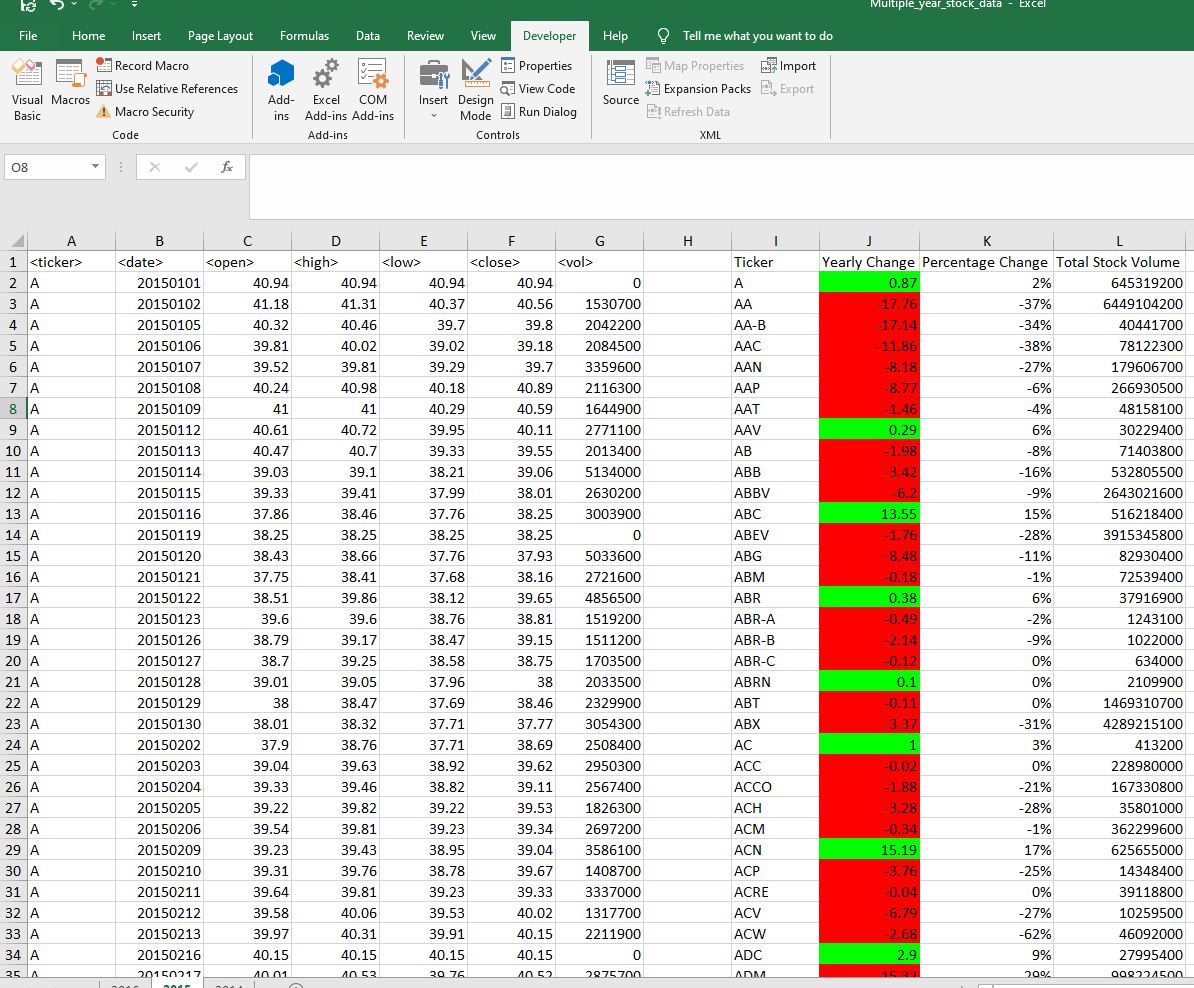 Multiple_year_stock_data - Excel
File Home Insert Page Layout Formulas Data Review View Developer Help Tell me what you want to do
Visual Basic
Macros
Record Macro
Use Relative References
Macro Security
Code
Add-ins
Excel Add-ins
COM Add-ins
Add-ins
Insert
Design Mode
Properties
View Code
Run Dialog
Controls
Source
Map Properties
Expansion Packs
Refresh Data
Import
Export
XML
O8 fx
A B C D E F G H I J K L
1 <ticker> <date> <open> <high> <low> <close> <vol> Ticker Yearly Change Percentage Change Total Stock Volume
2 A 20150101 40.94 40.94 40.94 40.94 0 A 0.87 2% 645319200
3 A 20150102 41.18 41.31 40.37 40.56 1530700 AA -17.76 -37% 6449104200
4 A 20150105 40.32 40.46 39.7 39.8 2042200 AA-B -17.14 -34% 40441700
5 A 20150106 39.81 40.02 39.02 39.18 2084500 AAC -11.86 -38% 78122300
6 A 20150107 39.52 39.81 39.29 39.7 3359600 AAN -8.18 -27% 179606700
7 A 20150108 40.24 40.98 40.18 40.89 2116300 AAP -8.77 -6% 266930500
8 A 20150109 41 41 40.29 40.59 1644900 AAT -1.46 -4% 48158100
9 A 20150112 40.61 40.72 39.95 40.11 2771100 AAV 0.29 6% 30229400
10 A 20150113 40.47 40.7 39.33 39.55 2013400 AB -1.98 -8% 71403800
11 A 20150114 39.03 39.1 38.21 39.06 5134000 ABB -3.42 -16% 532805500
12 A 20150115 39.33 39.41 37.99 38.01 2630200 ABBV -6.2 -9% 2643021600
13 A 20150116 37.86 38.46 37.76 38.25 3003900 ABC 13.55 15% 516218400
14 A 20150119 38.25 38.25 38.25 38.25 0 ABEV -1.76 -28% 3915345800
15 A 20150120 38.43 38.66 37.76 37.93 5033600 ABG -8.48 -11% 82930400
16 A 20150121 37.75 38.41 37.68 38.16 2721600 ABM -0.18 -1% 72539400
17 A 20150122 38.51 39.86 38.12 39.65 4856500 ABR 0.38 6% 37916900
18 A 20150123 39.6 39.6 38.76 38.81 1519200 ABR-A -0.49 -2% 1243100
19 A 20150126 38.79 39.17 38.47 39.15 1511200 ABR-B -2.14 -9% 1022000
20 A 20150127 38.7 39.25 38.58 38.75 1703500 ABR-C -0.12 0% 634000
21 A 20150128 39.01 39.05 37.96 38 2033500 ABRN 0.1 0% 2109900
22 A 20150129 38 38.47 37.69 38.46 2329900 ABT -0.11 0% 1469310700
23 A 20150130 38.01 38.32 37.71 37.77 3054300 ABX -3.37 -31% 4289215100
24 A 20150202 37.9 38.76 37.71 38.69 2508400 AC 1 3% 413200
25 A 20150203 39.04 39.63 38.92 39.62 2950300 ACC -0.02 0% 228980000
26 A 20150204 39.33 39.46 38.82 39.11 2567400 ACCO -1.88 -21% 167330800
27 A 20150205 39.22 39.82 39.22 39.53 1826300 ACH -3.28 -28% 35801000
28 A 20150206 39.54 39.81 39.23 39.34 2697200 ACM -0.34 -1% 362299600
29 A 20150209 39.23 39.43 38.95 39.04 3586100 ACN 15.19 17% 625655000
30 A 20150210 39.31 39.76 38.78 39.67 1408700 ACP -3.76 -25% 14348400
31 A 20150211 39.64 39.81 39.23 39.33 3337000 ACRE -0.04 0% 39118800
32 A 20150212 39.58 40.06 39.53 40.02 1317700 ACV -6.79 -27% 10259500
33 A 20150213 39.97 40.31 39.91 40.15 2211900 ACW -2.68 -62% 46092000
34 A 20150216 40.15 40.15 40.15 40.15 0 ADC 2.9 9% 27995400
35 A 20150217 40.01 40.53 39.76 40.52 2875700 ADM 15.32 29% 998224500
2016 2015 2014